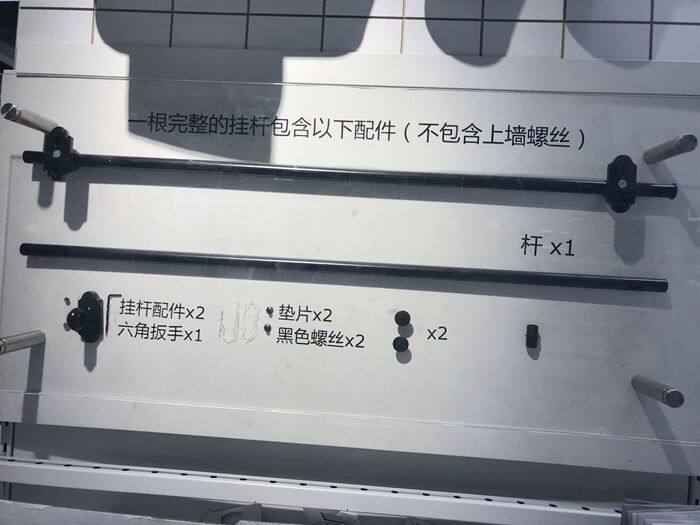 一根完整的挂杆包含以下配件（不包含上墙螺丝）
杆 x1
挂杆配件x2
六角扳手x1
垫片x2
黑色螺丝x2
x2